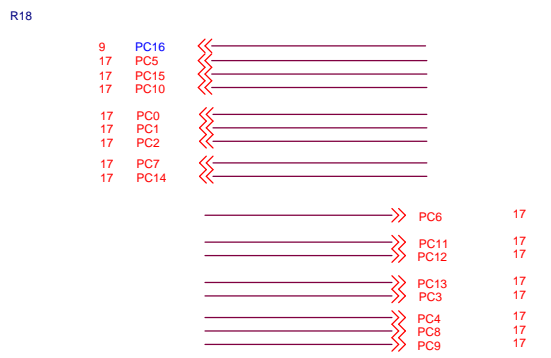 R18
9 PC16
17 PC5
17 PC15
17 PC10
17 PC0
17 PC1
17 PC2
17 PC7
17 PC14
PC6 17
PC11 17
PC12 17
PC13 17
PC3 17
PC4 17
PC8 17
PC9 17